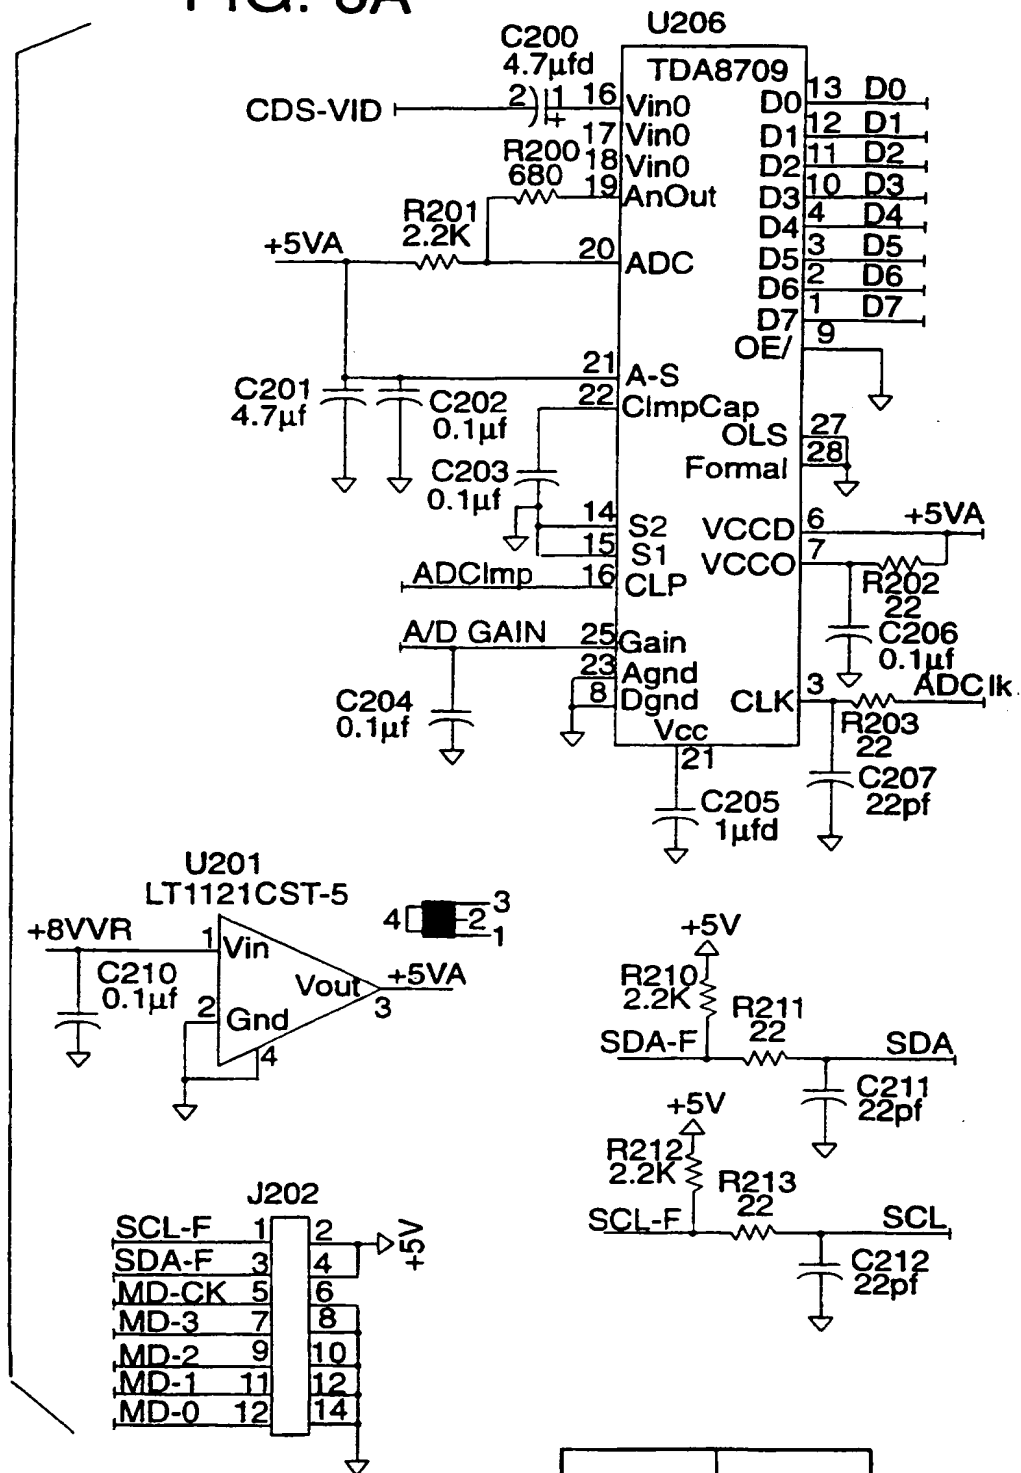 FIG. 8A
U206
TDA8709
C200
4.7µfd
CDS-VID
2
1
+
16
Vin0
17
Vin0
18
Vin0
R200
680
19
AnOut
R201
2.2K
+5VA
20
ADC
21
A-S
22
ClmpCap
C201
4.7µf
C202
0.1µf
C203
0.1µf
14
S2
15
S1
ADClmp
16
CLP
A/D GAIN
25
Gain
23
Agnd
8
Dgnd
C204
0.1µf
Vcc
21
C205
1µfd
D0 13 D0
D1 12 D1
D2 11 D2
D3 10 D3
D4 4 D4
D5 3 D5
D6 2 D6
D7 1 D7
OE/ 9
OLS 27
Formal 28
VCCD 6 +5VA
VCCO 7
R202
22
C206
0.1µf
CLK 3 ADClk
R203
22
C207
22pf
U201
LT1121CST-5
+8VVR
1
Vin
C210
0.1µf
2
Gnd
4
Vout
3
+5VA
4
3
2
1
+5V
R210
2.2K
SDA-F
R211
22
SDA
C211
22pf
+5V
R212
2.2K
SCL-F
R213
22
SCL
C212
22pf
J202
SCL-F 1 2
SDA-F 3 4
+5V
MD-CK 5 6
MD-3 7 8
MD-2 9 10
MD-1 11 12
MD-0 12 14